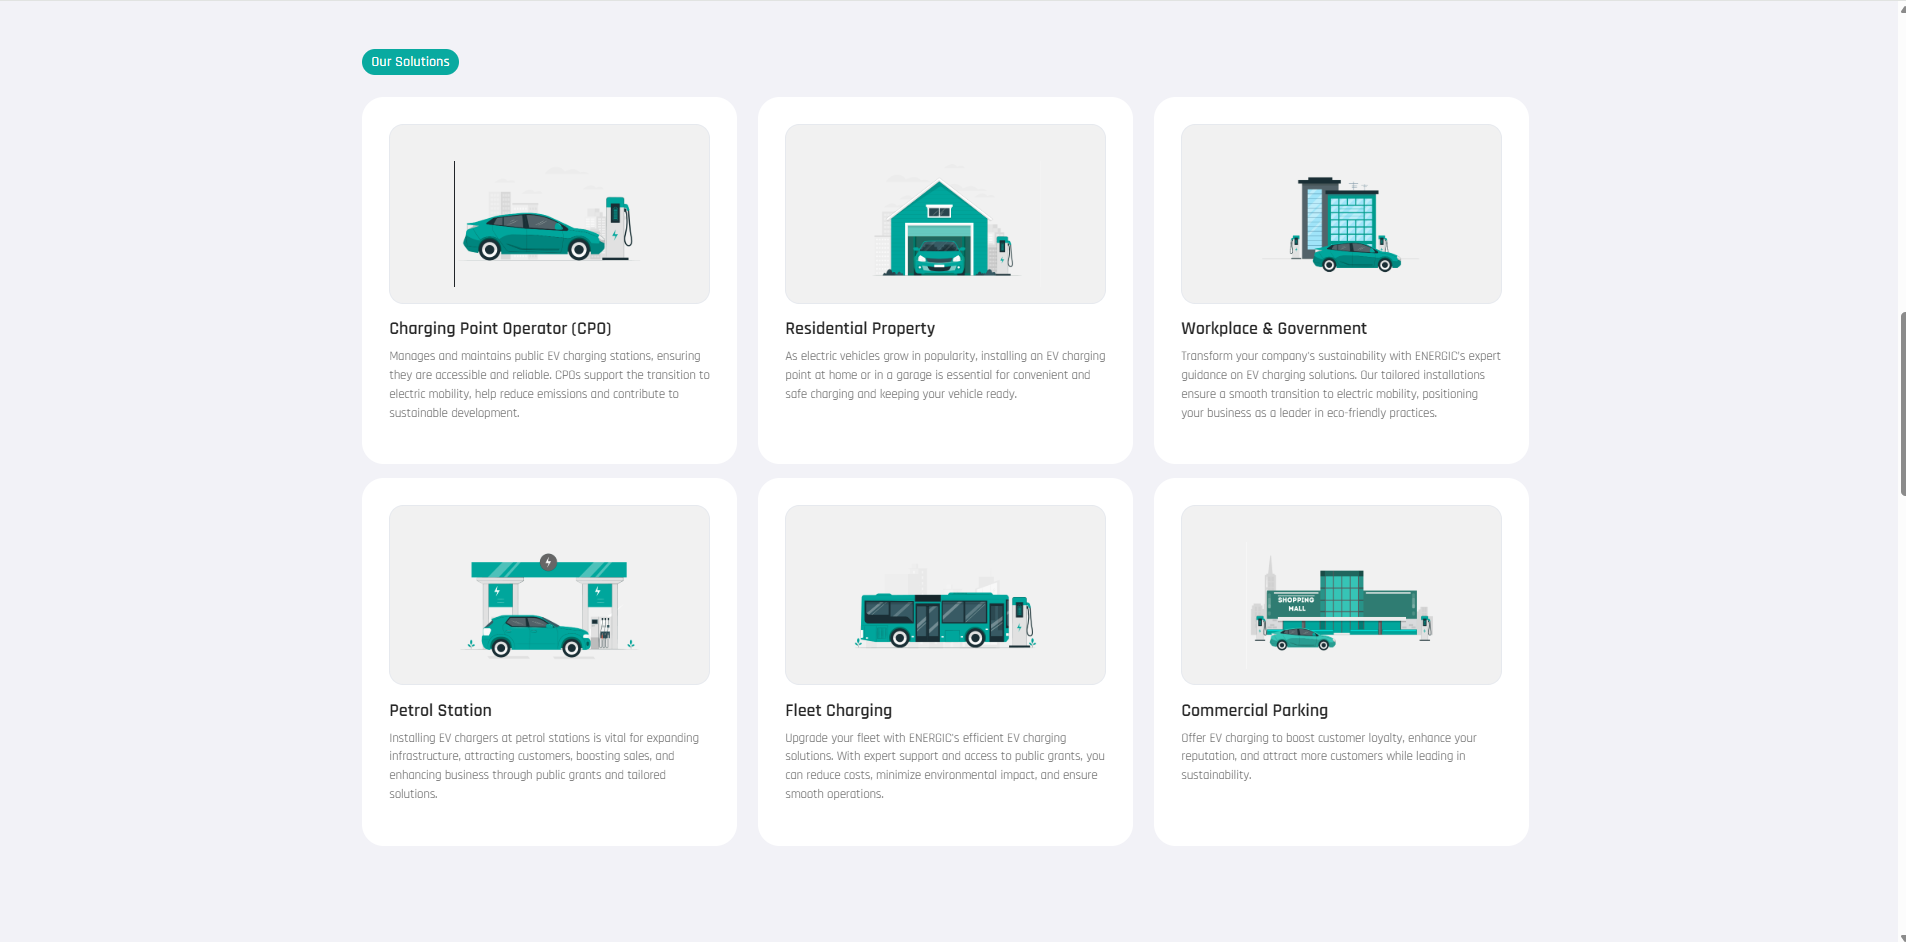 Our Solutions
Charging Point Operator (CPO)
Manages and maintains public EV charging stations, ensuring
they are accessible and reliable. CPOs support the transition to
electric mobility, help reduce emissions and contribute to
sustainable development.
Residential Property
As electric vehicles grow in popularity, installing an EV charging
point at home or in a garage is essential for convenient and
safe charging and keeping your vehicle ready.
Workplace & Government
Transform your company's sustainability with ENERGIC's expert
guidance on EV charging solutions. Our tailored installations
ensure a smooth transition to electric mobility, positioning
your business as a leader in eco-friendly practices.
Petrol Station
Installing EV chargers at petrol stations is vital for expanding
infrastructure, attracting customers, boosting sales, and
enhancing business through public grants and tailored
solutions.
Fleet Charging
Upgrade your fleet with ENERGIC's efficient EV charging
solutions. With expert support and access to public grants, you
can reduce costs, minimize environmental impact, and ensure
smooth operations.
SHOPPING
MALL
Commercial Parking
Offer EV charging to boost customer loyalty, enhance your
reputation, and attract more customers while leading in
sustainability.